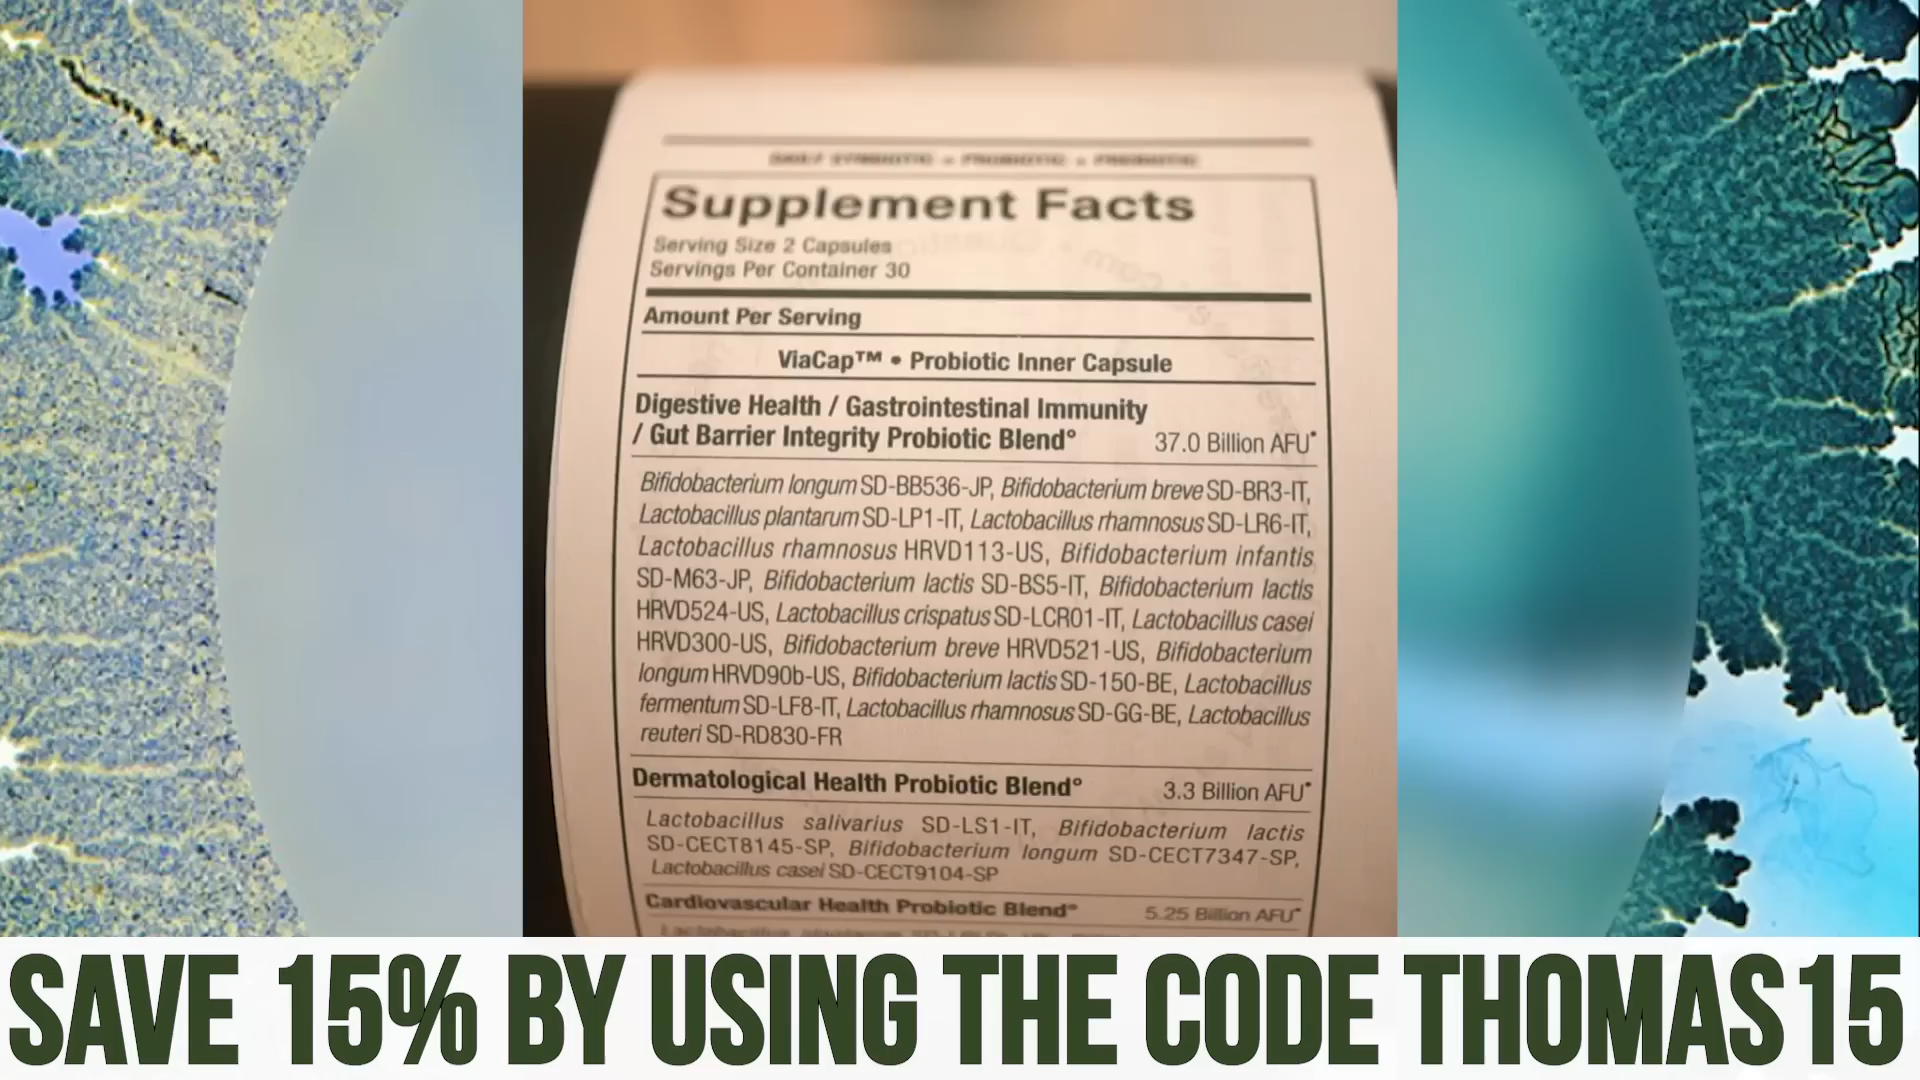 DAILY SYNBIOTIC • PROBIOTIC + PREBIOTIC
Supplement Facts
Serving Size 2 Capsules
Servings Per Container 30
Amount Per Serving
ViaCap™ • Probiotic Inner Capsule
Digestive Health / Gastrointestinal Immunity
/ Gut Barrier Integrity Probiotic Blend° 37.0 Billion AFU*
Bifidobacterium longum SD-BB536-JP, Bifidobacterium breve SD-BR3-IT,
Lactobacillus plantarum SD-LP1-IT, Lactobacillus rhamnosus SD-LR6-IT,
Lactobacillus rhamnosus HRVD113-US, Bifidobacterium infantis
SD-M63-JP, Bifidobacterium lactis SD-BS5-IT, Bifidobacterium lactis
HRVD524-US, Lactobacillus crispatus SD-LCR01-IT, Lactobacillus casei
HRVD300-US, Bifidobacterium breve HRVD521-US, Bifidobacterium
longum HRVD90b-US, Bifidobacterium lactis SD-150-BE, Lactobacillus
fermentum SD-LF8-IT, Lactobacillus rhamnosus SD-GG-BE, Lactobacillus
reuteri SD-RD830-FR
Dermatological Health Probiotic Blend° 3.3 Billion AFU*
Lactobacillus salivarius SD-LS1-IT, Bifidobacterium lactis
SD-CECT8145-SP, Bifidobacterium longum SD-CECT7347-SP,
Lactobacillus casei SD-CECT9104-SP
Cardiovascular Health Probiotic Blend° 5.25 Billion AFU*
SAVE 15% BY USING THE CODE THOMAS15